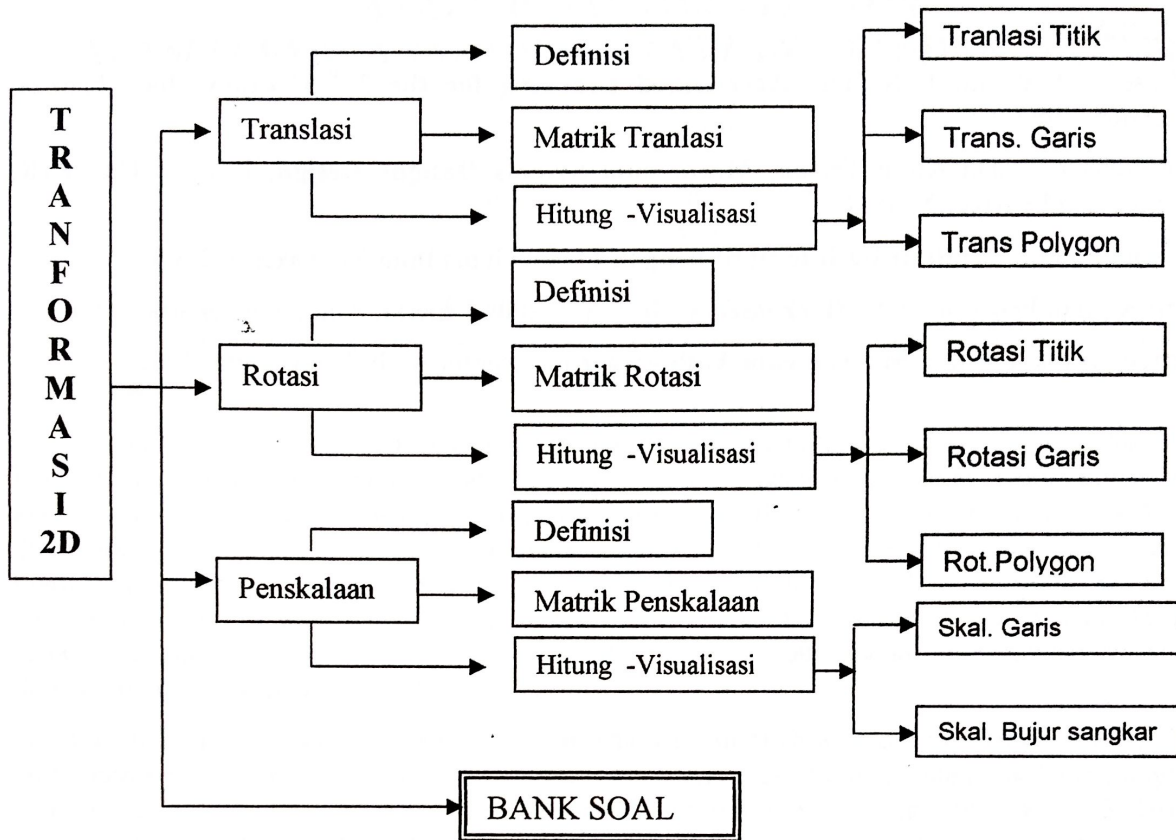 TRANFORMASI
2D
Translasi
Definisi
Matrik Tranlasi
Hitung -Visualisasi
Tranlasi Titik
Trans. Garis
Trans Polygon
Rotasi
Definisi
Matrik Rotasi
Hitung -Visualisasi
Rotasi Titik
Rotasi Garis
Rot.Polygon
Penskalaan
Definisi
Matrik Penskalaan
Hitung -Visualisasi
Skal. Garis
Skal. Bujur sangkar
BANK SOAL